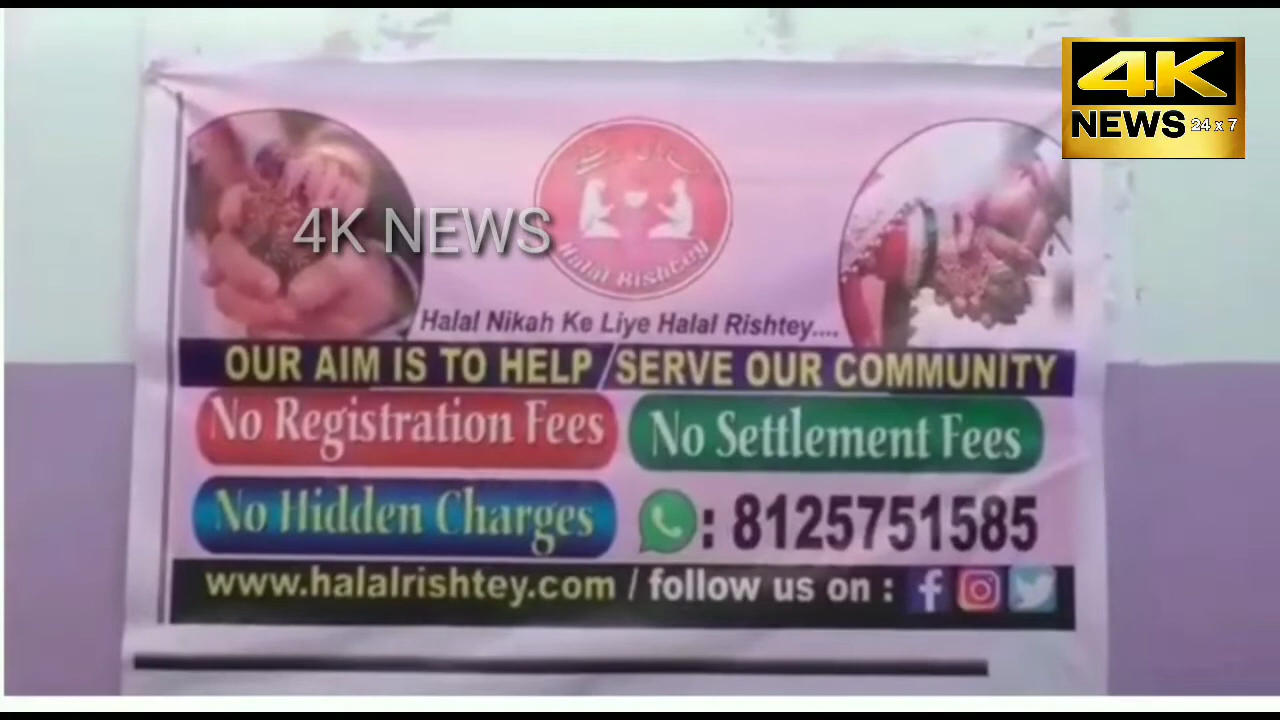 4K
NEWS 24 x 7
4K NEWS
Halal Rishtey
Halal Nikah Ke Liye Halal Rishtey....
OUR AIM IS TO HELP / SERVE OUR COMMUNITY
No Registration Fees
No Settlement Fees
No Hidden Charges
: 8125751585
www.halalrishtey.com / follow us on :